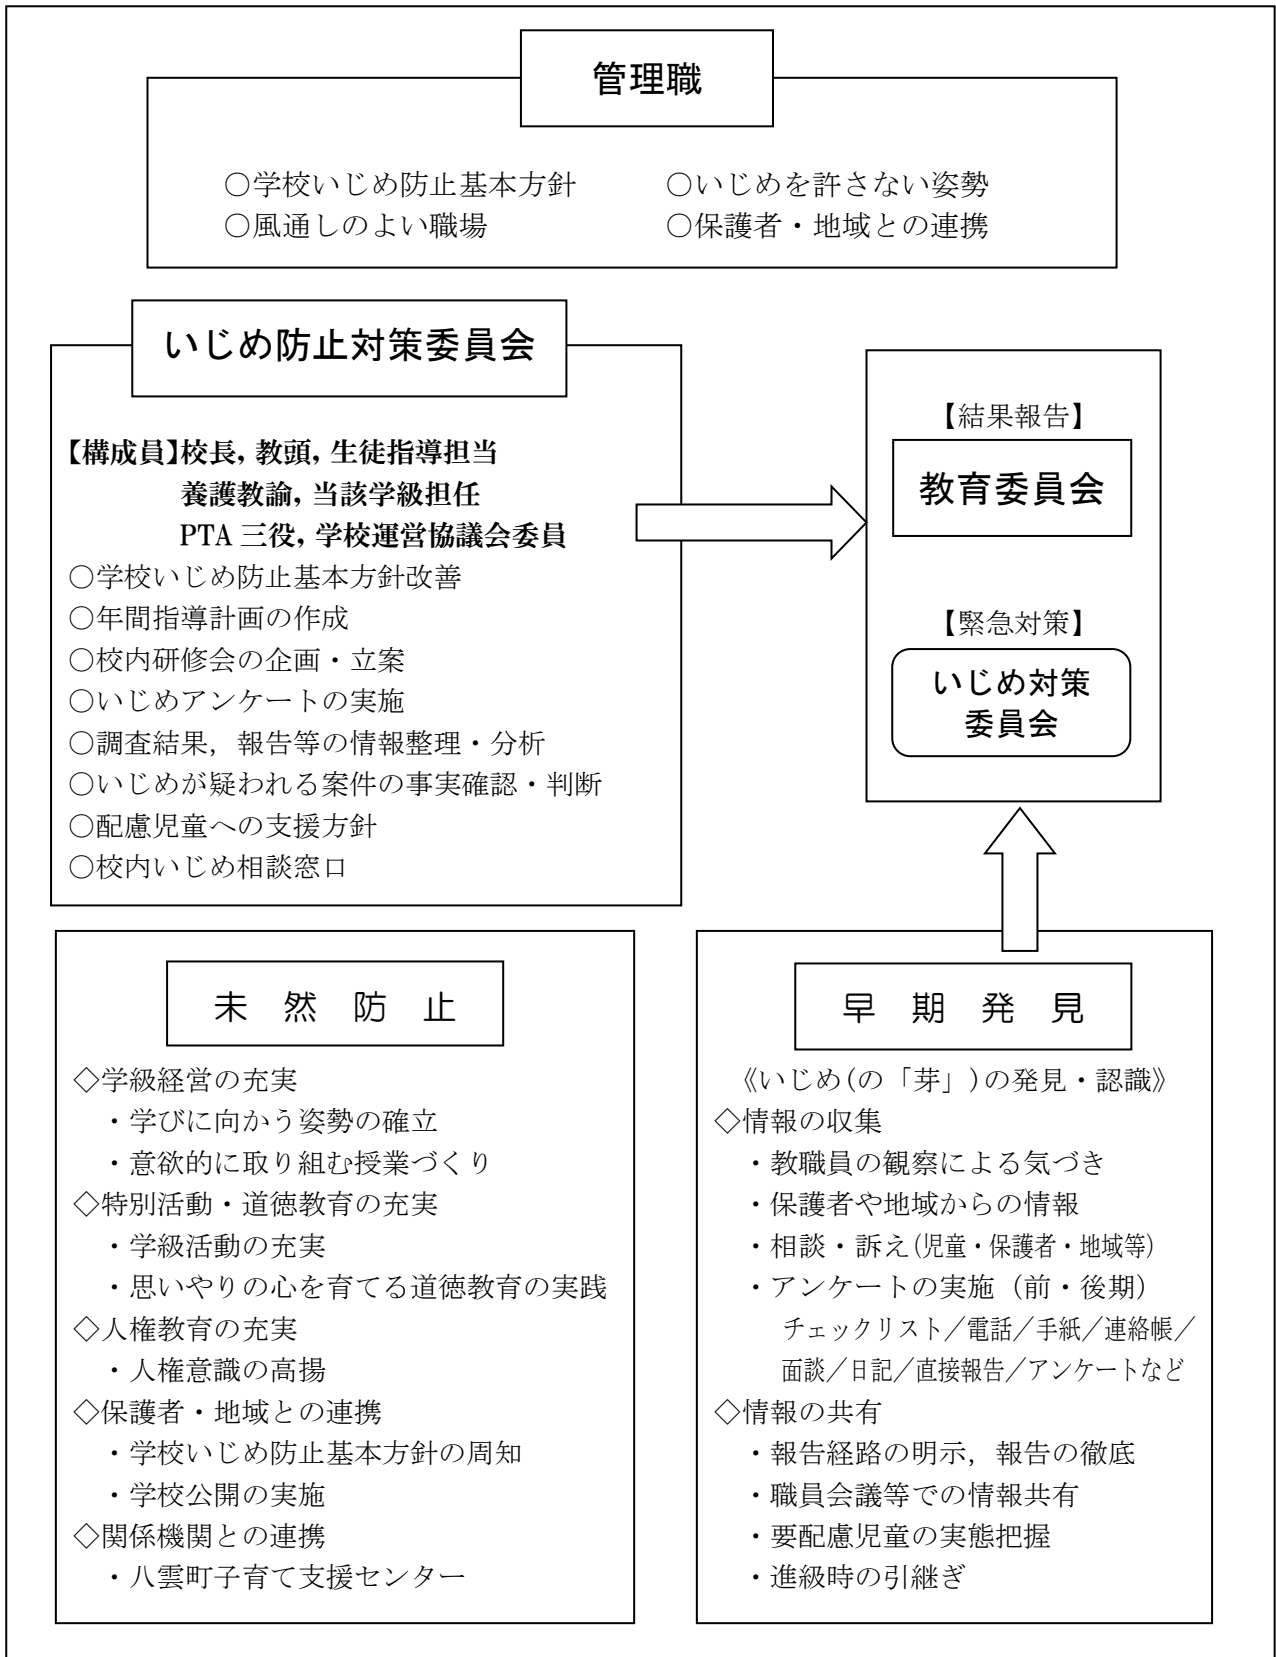 管理職
○学校いじめ防止基本方針　○いじめを許さない姿勢
○風通しのよい職場　○保護者・地域との連携
いじめ防止対策委員会
【構成員】校長，教頭，生徒指導担当
養護教諭，当該学級担任
PTA 三役，学校運営協議会委員
○学校いじめ防止基本方針改善
○年間指導計画の作成
○校内研修会の企画・立案
○いじめアンケートの実施
○調査結果，報告等の情報整理・分析
○いじめが疑われる案件の事実確認・判断
○配慮児童への支援方針
○校内いじめ相談窓口
【結果報告】
教育委員会
【緊急対策】
いじめ対策
委員会
未然防止
◇学級経営の充実
・学びに向かう姿勢の確立
・意欲的に取り組む授業づくり
◇特別活動・道徳教育の充実
・学級活動の充実
・思いやりの心を育てる道徳教育の実践
◇人権教育の充実
・人権意識の高揚
◇保護者・地域との連携
・学校いじめ防止基本方針の周知
・学校公開の実施
◇関係機関との連携
・八雲町子育て支援センター
早期発見
《いじめ(の「芽」)の発見・認識》
◇情報の収集
・教職員の観察による気づき
・保護者や地域からの情報
・相談・訴え(児童・保護者・地域等)
・アンケートの実施（前・後期）
チェックリスト／電話／手紙／連絡帳／
面談／日記／直接報告／アンケートなど
◇情報の共有
・報告経路の明示，報告の徹底
・職員会議等での情報共有
・要配慮児童の実態把握
・進級時の引継ぎ